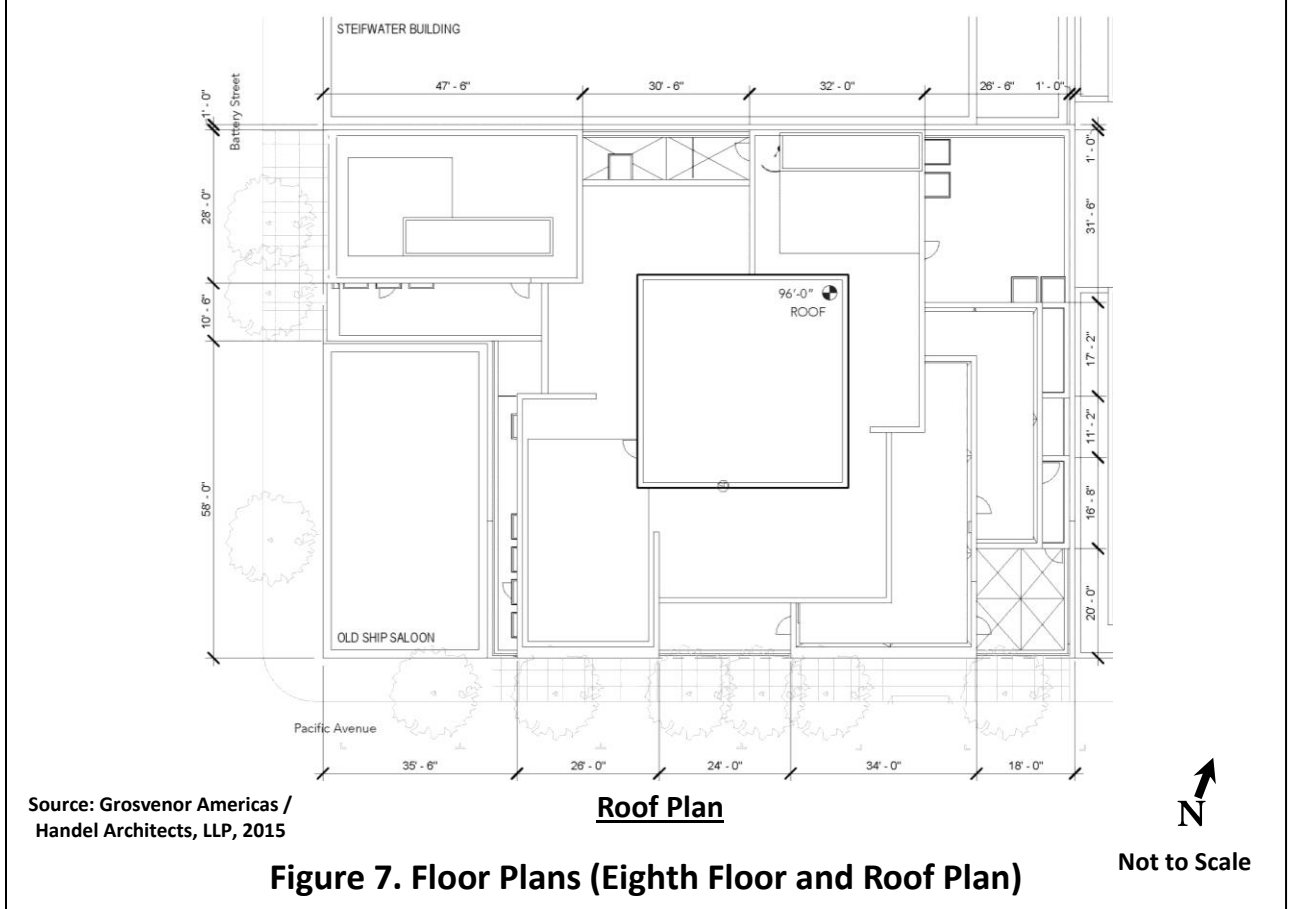 STEIFWATER BUILDING
47' - 6"
30' - 6"
32' - 0"
26' - 6"
1' - 0"
1' - 0"
Battery Street
28' - 0"
10' - 6"
58' - 0"
1' - 0"
31' - 6"
17' - 2"
11' - 2"
16' - 8"
20' - 0"
96'-0"
ROOF
OLD SHIP SALOON
Pacific Avenue
35' - 6"
26' - 0"
24' - 0"
34' - 0"
18' - 0"
Source: Grosvenor Americas /
Handel Architects, LLP, 2015
Roof Plan
N
Not to Scale
Figure 7. Floor Plans (Eighth Floor and Roof Plan)